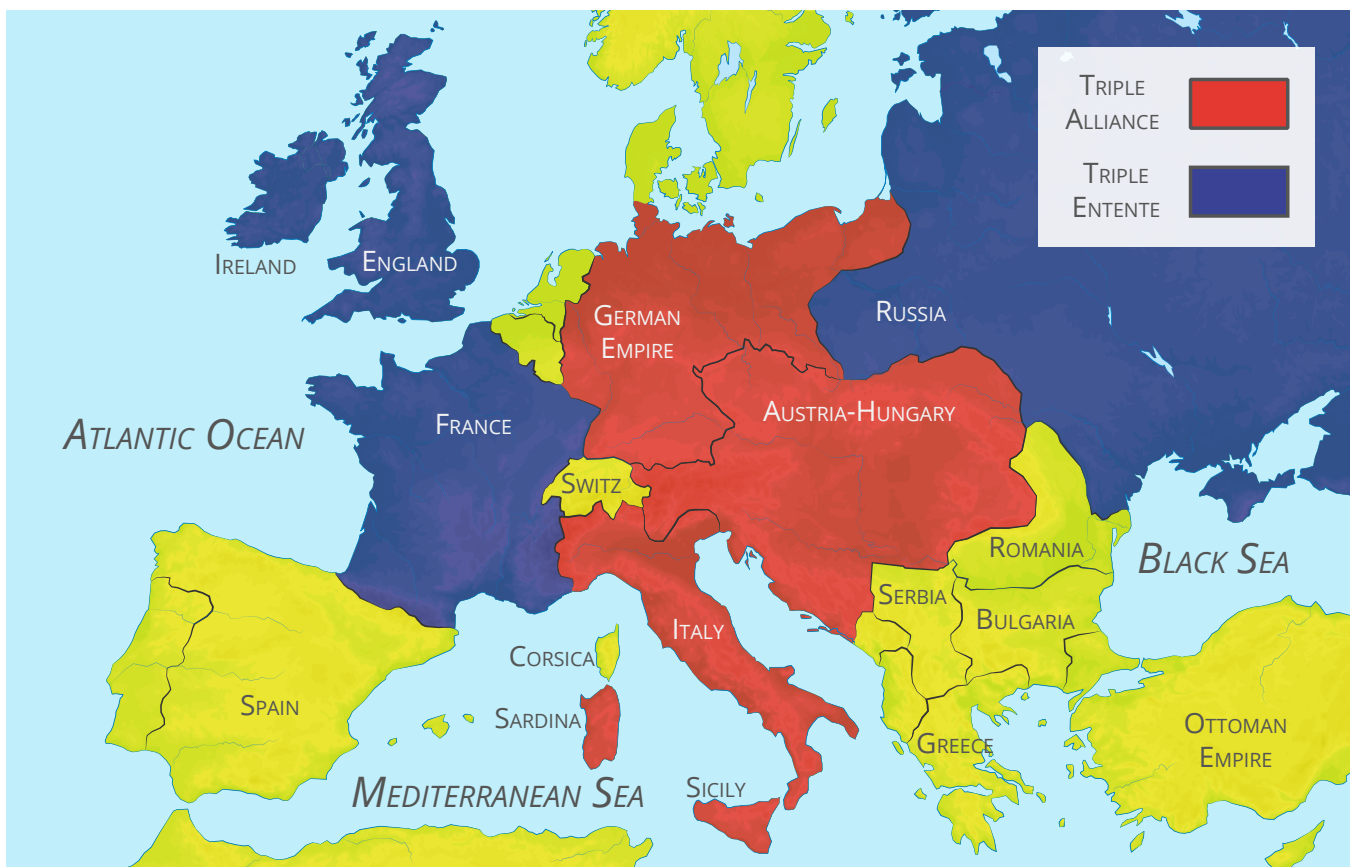 Triple
Alliance
Triple
Entente
Ireland
England
German
Empire
Russia
Atlantic Ocean
France
Austria-Hungary
Switz
Romania
Black Sea
Serbia
Bulgaria
Italy
Corsica
Spain
Sardina
Ottoman
Empire
Greece
Mediterranean Sea
Sicily